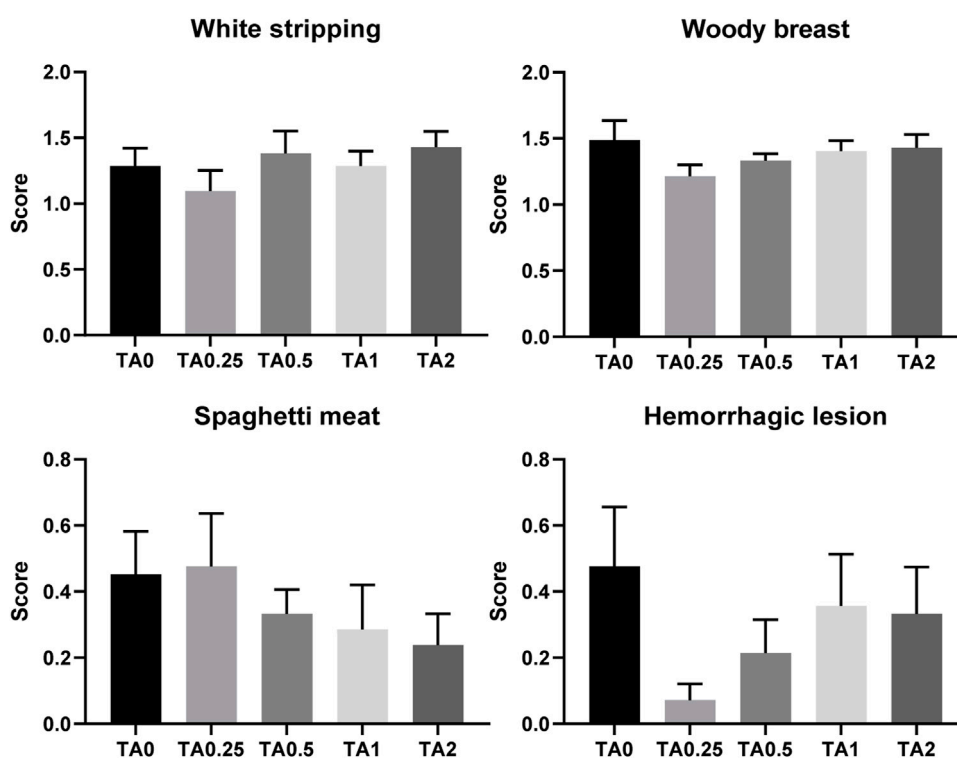 White stripping
Score
2.0
1.5
1.0
0.5
0.0
TA0 TA0.25 TA0.5 TA1 TA2
Woody breast
Score
2.0
1.5
1.0
0.5
0.0
TA0 TA0.25 TA0.5 TA1 TA2
Spaghetti meat
Score
0.8
0.6
0.4
0.2
0.0
TA0 TA0.25 TA0.5 TA1 TA2
Hemorrhagic lesion
Score
0.8
0.6
0.4
0.2
0.0
TA0 TA0.25 TA0.5 TA1 TA2